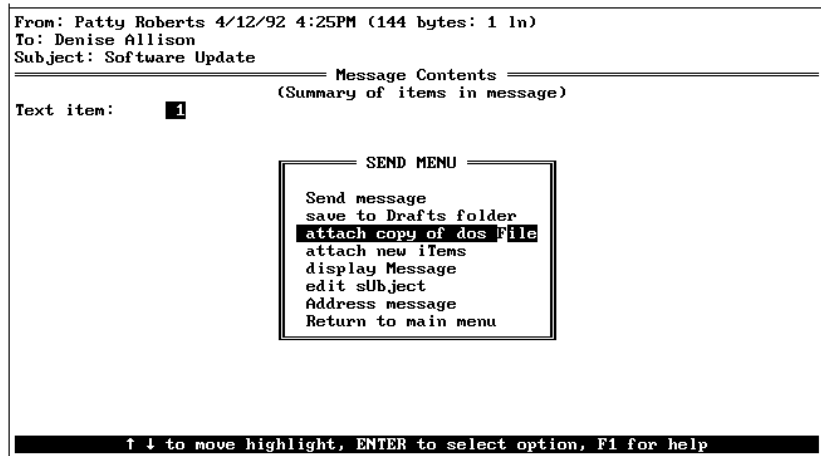 From: Patty Roberts 4/12/92 4:25PM (144 bytes: 1 ln)
To: Denise Allison
Subject: Software Update
Message Contents
(Summary of items in message)
Text item: 1
SEND MENU
Send message
save to Drafts folder
attach copy of dos File
attach new iTems
display Message
edit sUbject
Address message
Return to main menu
↑ ↓ to move highlight, ENTER to select option, F1 for help